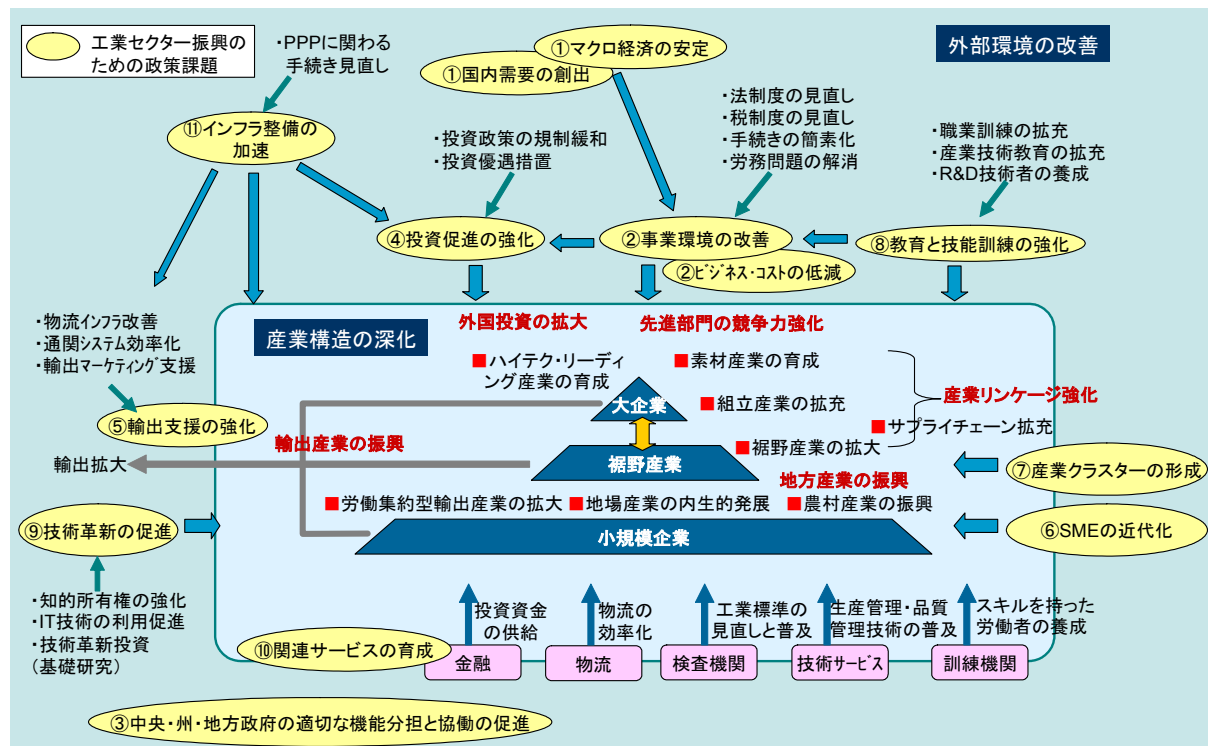 工業セクター振興の
ための政策課題
・PPPに関わる
手続き見直し
①マクロ経済の安定
①国内需要の創出
外部環境の改善
⑪インフラ整備の
加速
・投資政策の規制緩和
・投資優遇措置
・法制度の見直し
・税制度の見直し
・手続きの簡素化
・労務問題の解消
・職業訓練の拡充
・産業技術教育の拡充
・R&D技術者の養成
④投資促進の強化
②事業環境の改善
②ビジネス・コストの低減
⑧教育と技能訓練の強化
・物流インフラ改善
・通関システム効率化
・輸出マーケティング支援
産業構造の深化
外国投資の拡大
先進部門の競争力強化
■ハイテク・リーディ
ング産業の育成
■素材産業の育成
大企業
■組立産業の拡充
産業リンケージ強化
■サプライチェーン拡充
⑤輸出支援の強化
輸出産業の振興
■裾野産業の拡大
輸出拡大
裾野産業
地方産業の振興
⑦産業クラスターの形成
■労働集約型輸出産業の拡大
■地場産業の内生的発展
■農村産業の振興
⑨技術革新の促進
小規模企業
⑥SMEの近代化
・知的所有権の強化
・IT技術の利用促進
・技術革新投資
(基礎研究)
投資資金
の供給
物流の
効率化
工業標準の
見直しと普及
生産管理・品質
管理技術の普及
スキルを持った
労働者の養成
⑩関連サービスの育成
金融
物流
検査機関
技術サービス
訓練機関
③中央・州・地方政府の適切な機能分担と協働の促進